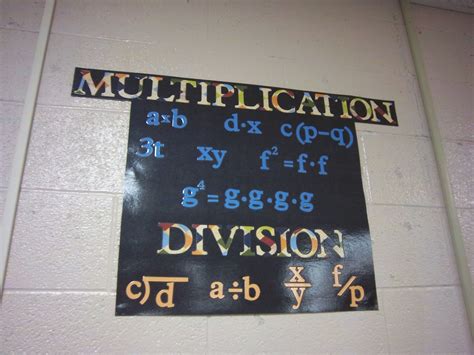 MULTIPLICATION
a×b d·x c(p-q)
3t xy f²=f·f
g⁴=g·g·g·g
DIVISION
c)d a÷b x/y f/p